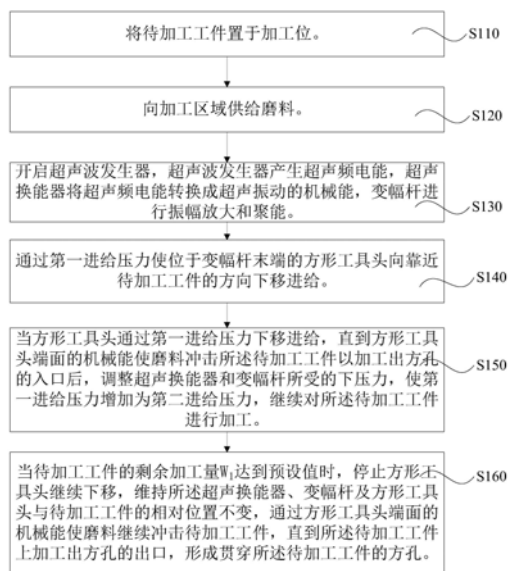 将待加工工件置于加工位。
S110
向加工区域供给磨料。
S120
开启超声波发生器，超声波发生器产生超声频电能，超声
换能器将超声频电能转换成超声振动的机械能，变幅杆进
行振幅放大和聚能。
S130
通过第一进给压力使位于变幅杆末端的方形工具头向靠近
待加工工件的方向下移进给。
S140
当方形工具头通过第一进给压力下移进给，直到方形工具
头端面的机械能使磨料冲击所述待加工工件以加工出方孔
的入口后，调整超声换能器和变幅杆所受的下压力，使第
一进给压力增加为第二进给压力，继续对所述待加工工件
进行加工。
S150
当待加工工件的剩余加工量W₁达到预设值时，停止方形工
具头继续下移，维持所述超声换能器、变幅杆及方形工具
头与待加工工件的相对位置不变，通过方形工具头端面的
机械能使磨料继续冲击待加工工件，直到所述待加工工件
上加工出方孔的出口，形成贯穿所述待加工工件的方孔。
S160